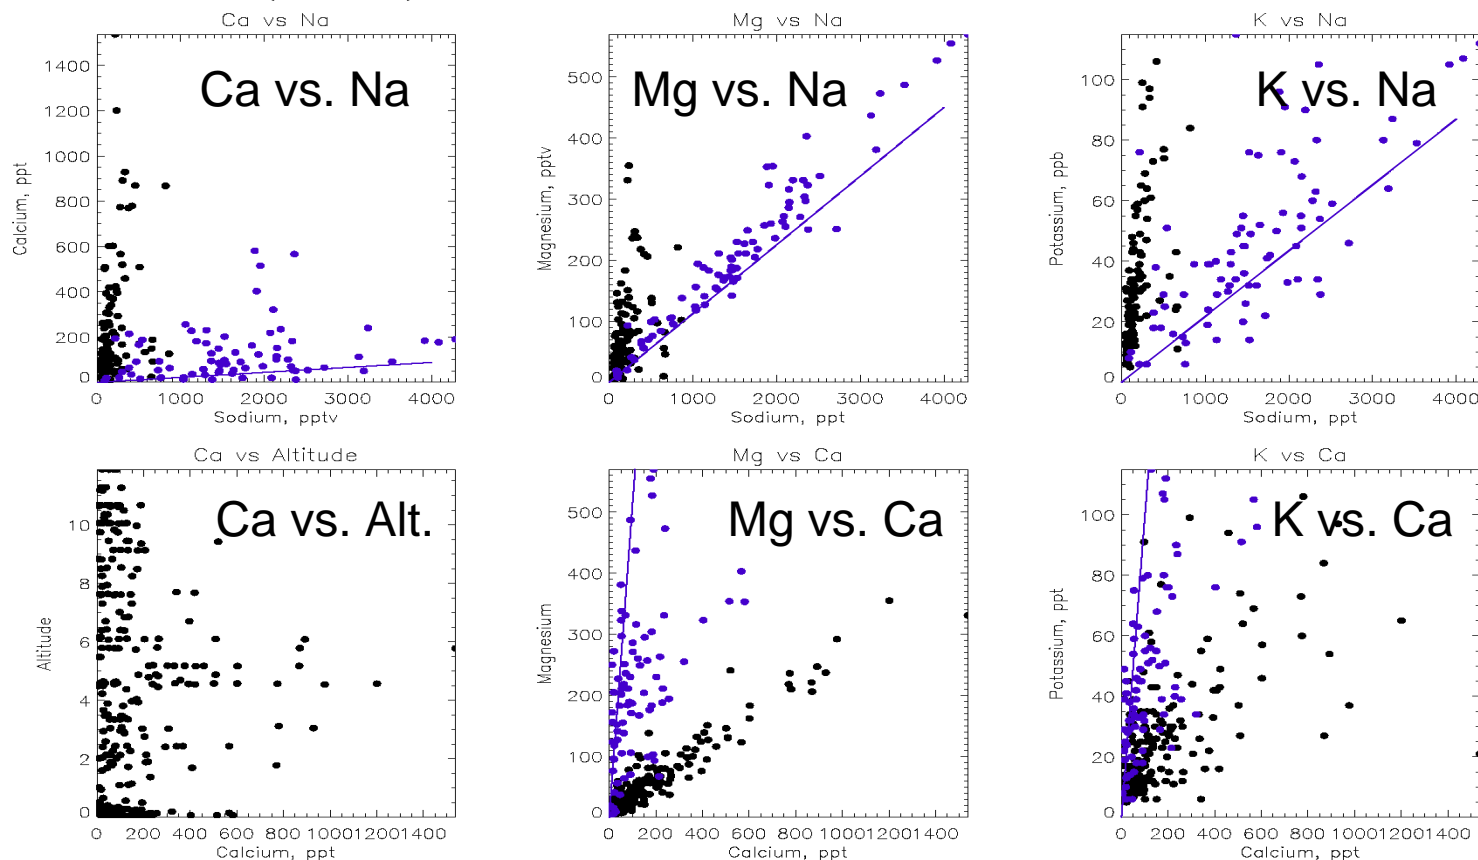 Ca vs Na
Mg vs Na
K vs Na
Ca vs. Na
Mg vs. Na
K vs. Na
Calcium, ppt
1400
1200
1000
800
600
400
200
0
0 1000 2000 3000 4000
Sodium, pptv
Magnesium, pptv
500
400
300
200
100
0
0 1000 2000 3000 4000
Sodium, ppt
Potassium, ppb
100
80
60
40
20
0
0 1000 2000 3000 4000
Sodium, ppt
Ca vs Altitude
Mg vs Ca
K vs Ca
Ca vs. Alt.
Mg vs. Ca
K vs. Ca
Altitude
10
8
6
4
2
0
0 200 400 600 800 1000 1200 1400
Calcium, ppt
Magnesium
500
400
300
200
100
0
0 200 400 600 800 1000 1200 1400
Calcium, ppt
Potassium, ppt
100
80
60
40
20
0
0 200 400 600 800 1000 1200 1400
Calcium, ppt